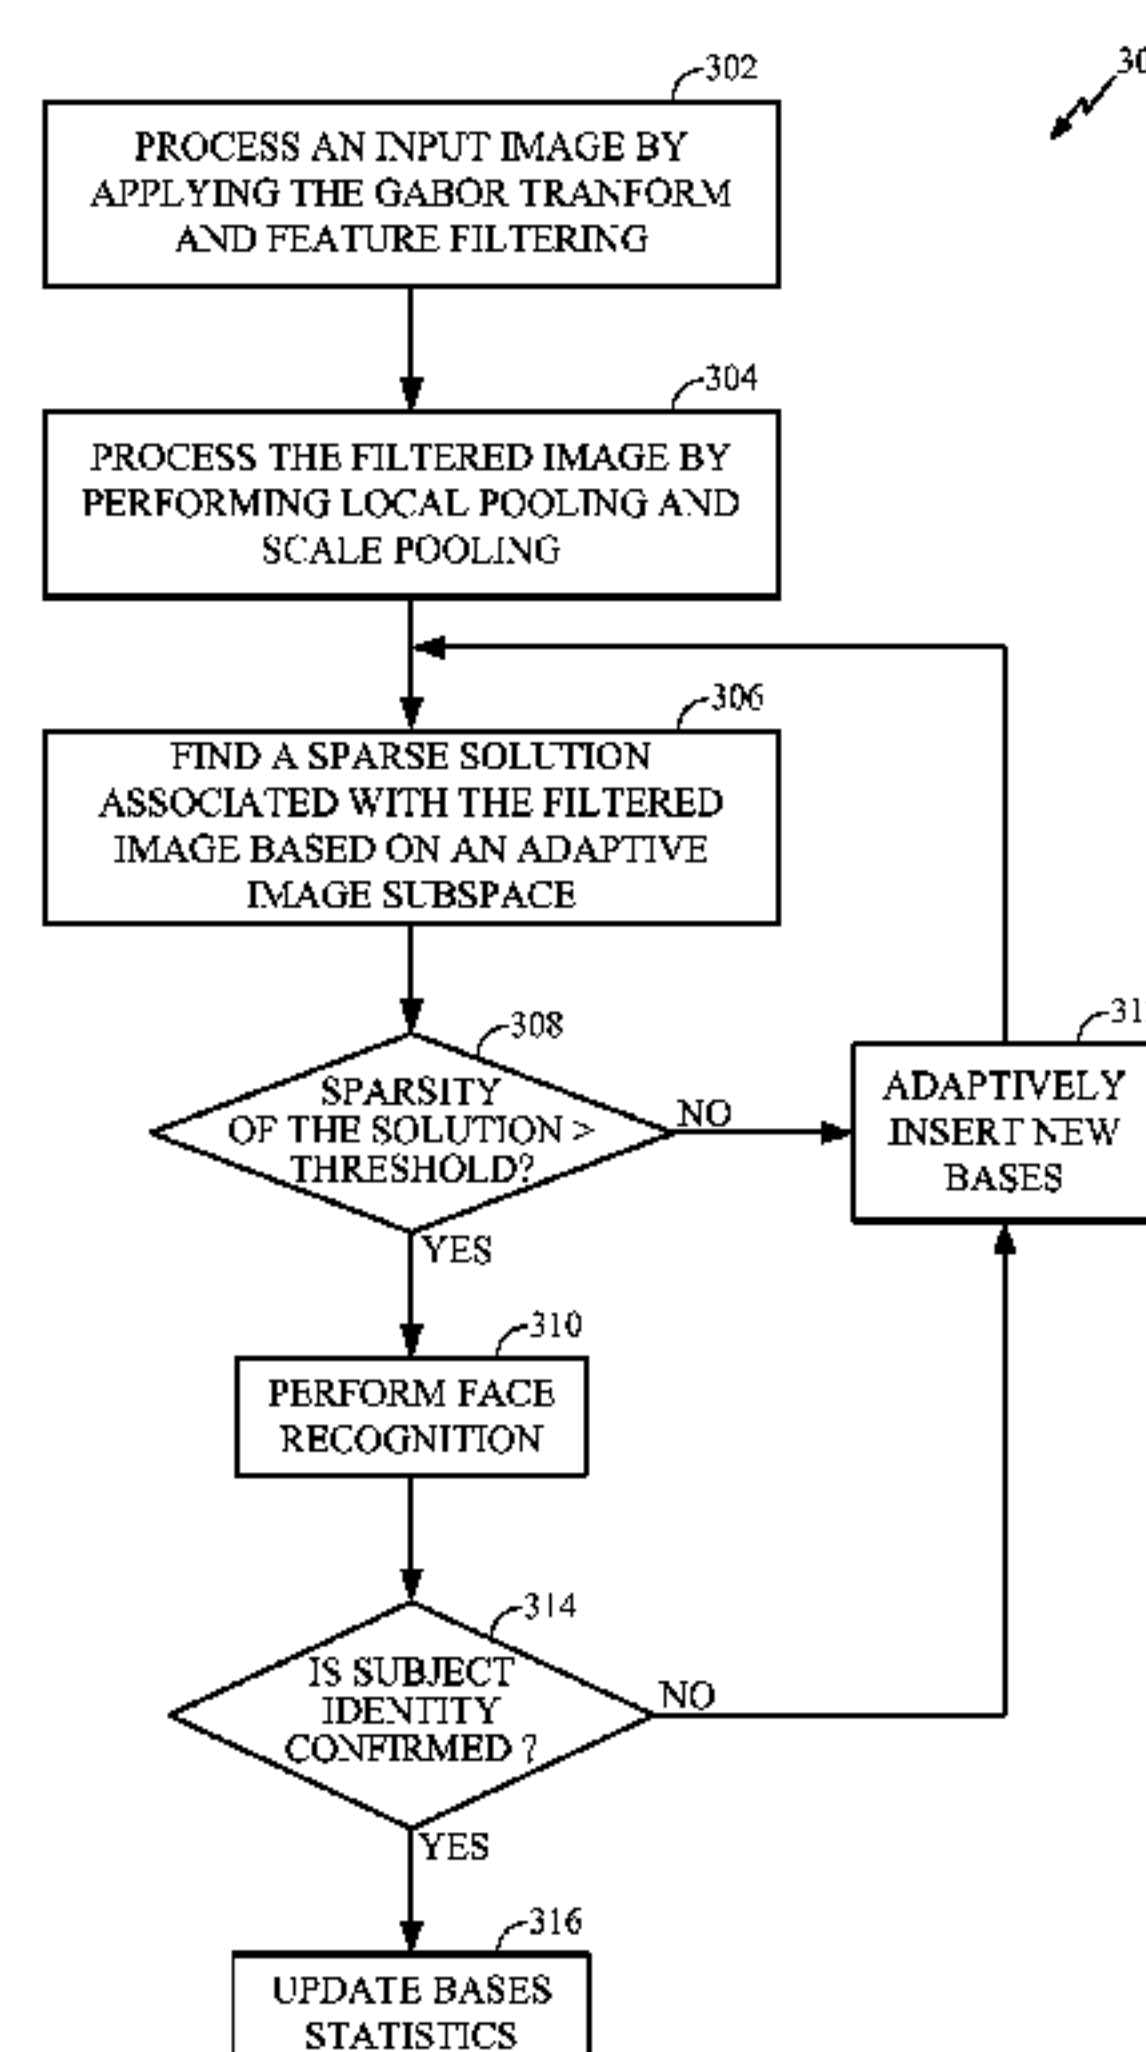 302
PROCESS AN INPUT IMAGE BY
APPLYING THE GABOR TRANFORM
AND FEATURE FILTERING
304
PROCESS THE FILTERED IMAGE BY
PERFORMING LOCAL POOLING AND
SCALE POOLING
306
FIND A SPARSE SOLUTION
ASSOCIATED WITH THE FILTERED
IMAGE BASED ON AN ADAPTIVE
IMAGE SUBSPACE
308
SPARSITY
OF THE SOLUTION >
THRESHOLD?
NO
ADAPTIVELY
INSERT NEW
BASES
YES
310
PERFORM FACE
RECOGNITION
314
IS SUBJECT
IDENTITY
CONFIRMED ?
NO
YES
316
UPDATE BASES
STATISTICS